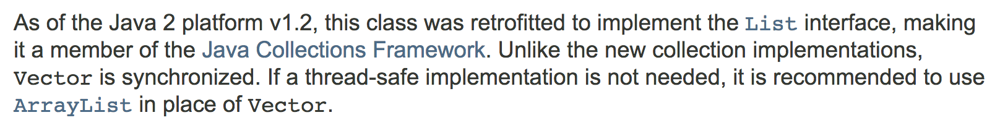 As of the Java 2 platform v1.2, this class was retrofitted to implement the List interface, making
it a member of the Java Collections Framework. Unlike the new collection implementations,
Vector is synchronized. If a thread-safe implementation is not needed, it is recommended to use
ArrayList in place of Vector.